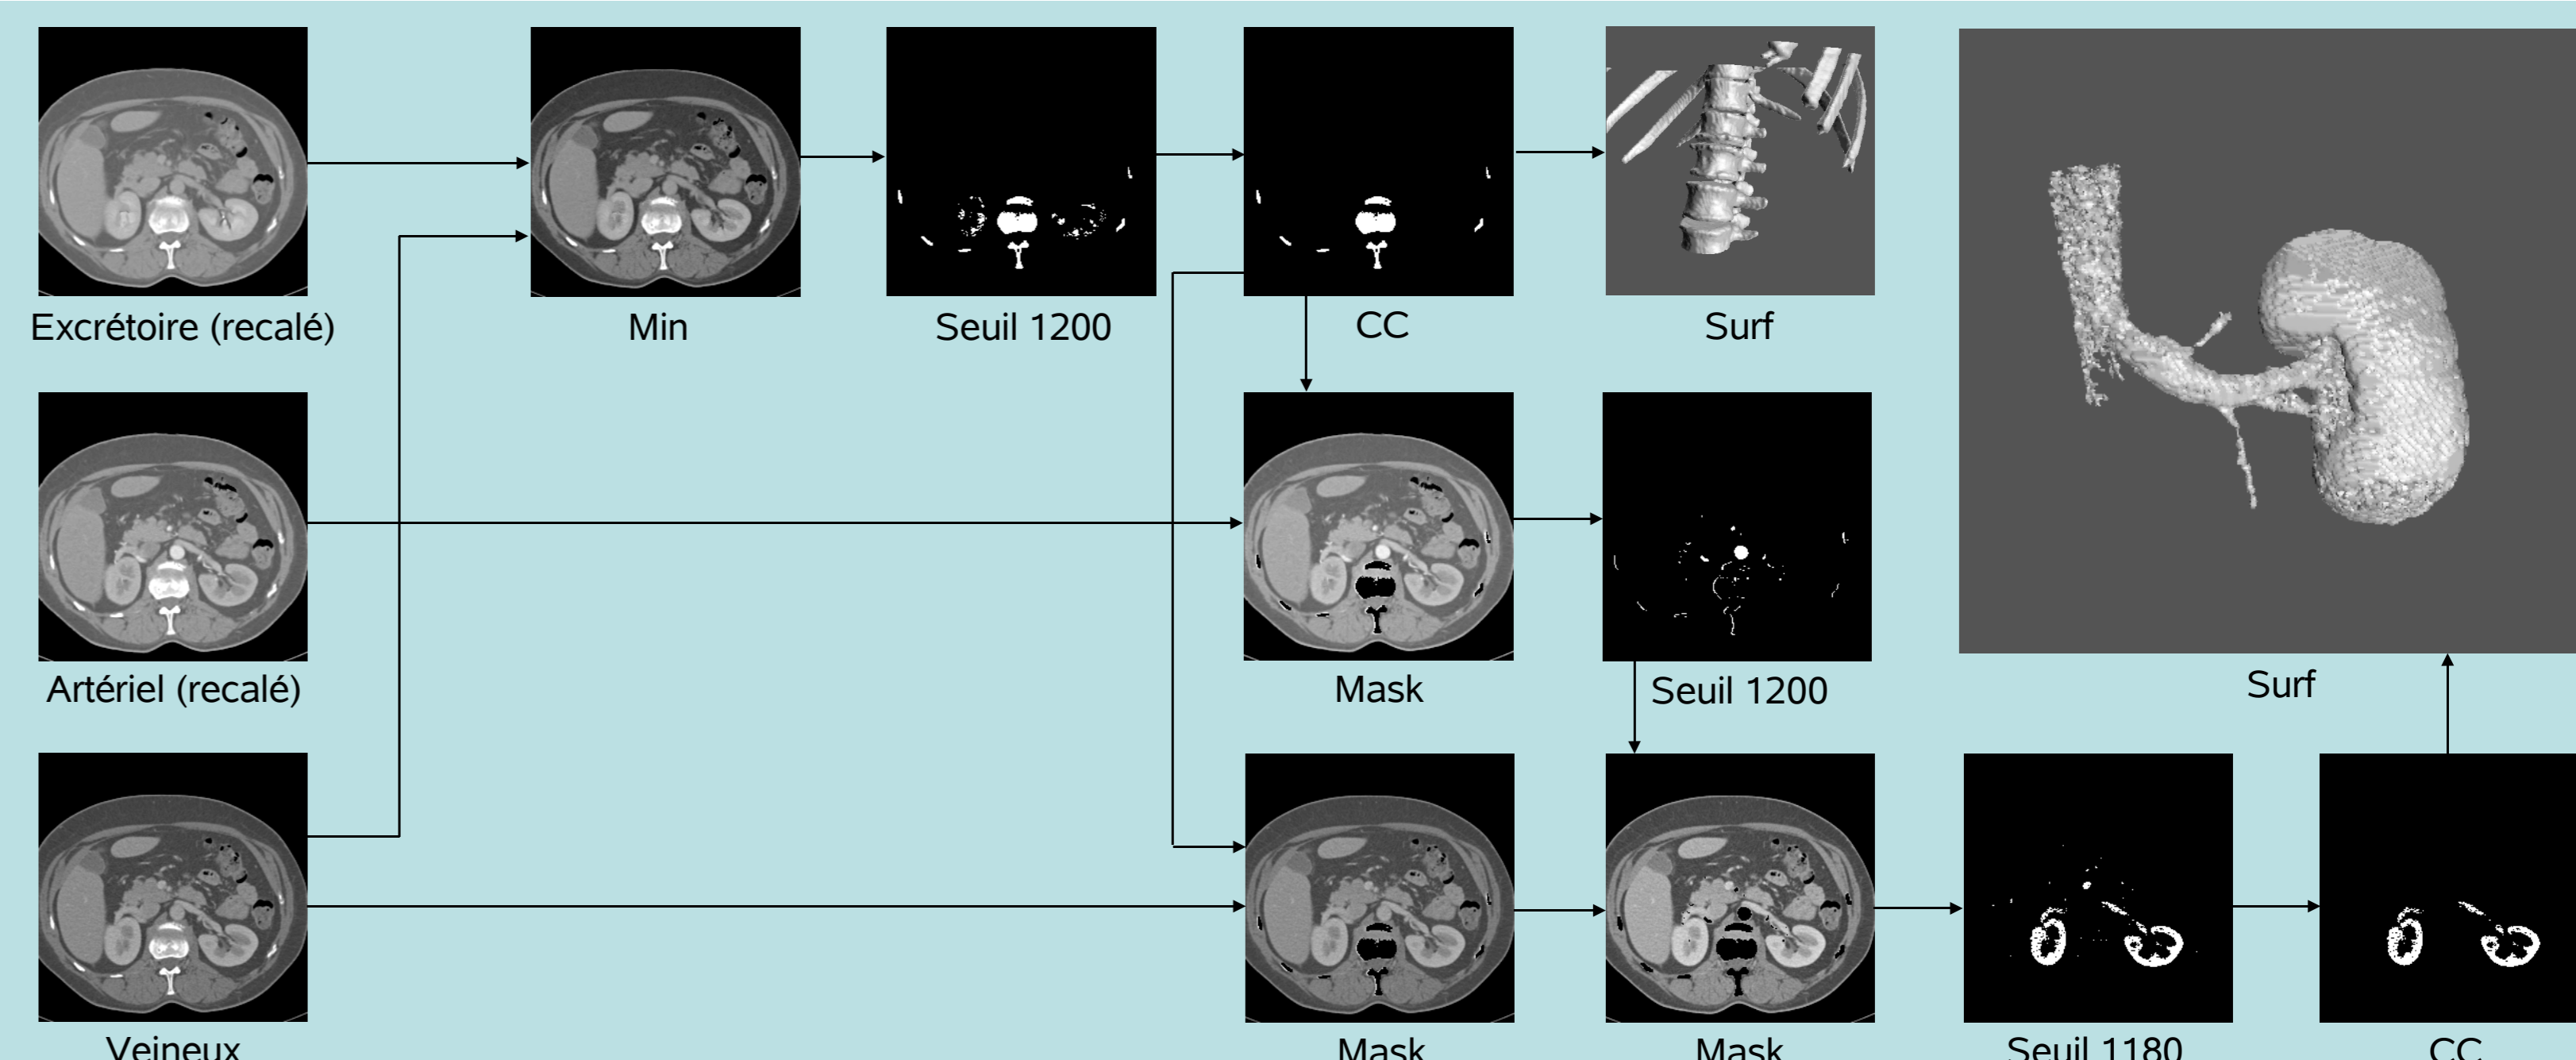 Excrétoire (recalé)
Min
Seuil 1200
CC
Surf
Artériel (recalé)
Mask
Seuil 1200
Surf
Veineux
Mask
Mask
Seuil 1180
CC